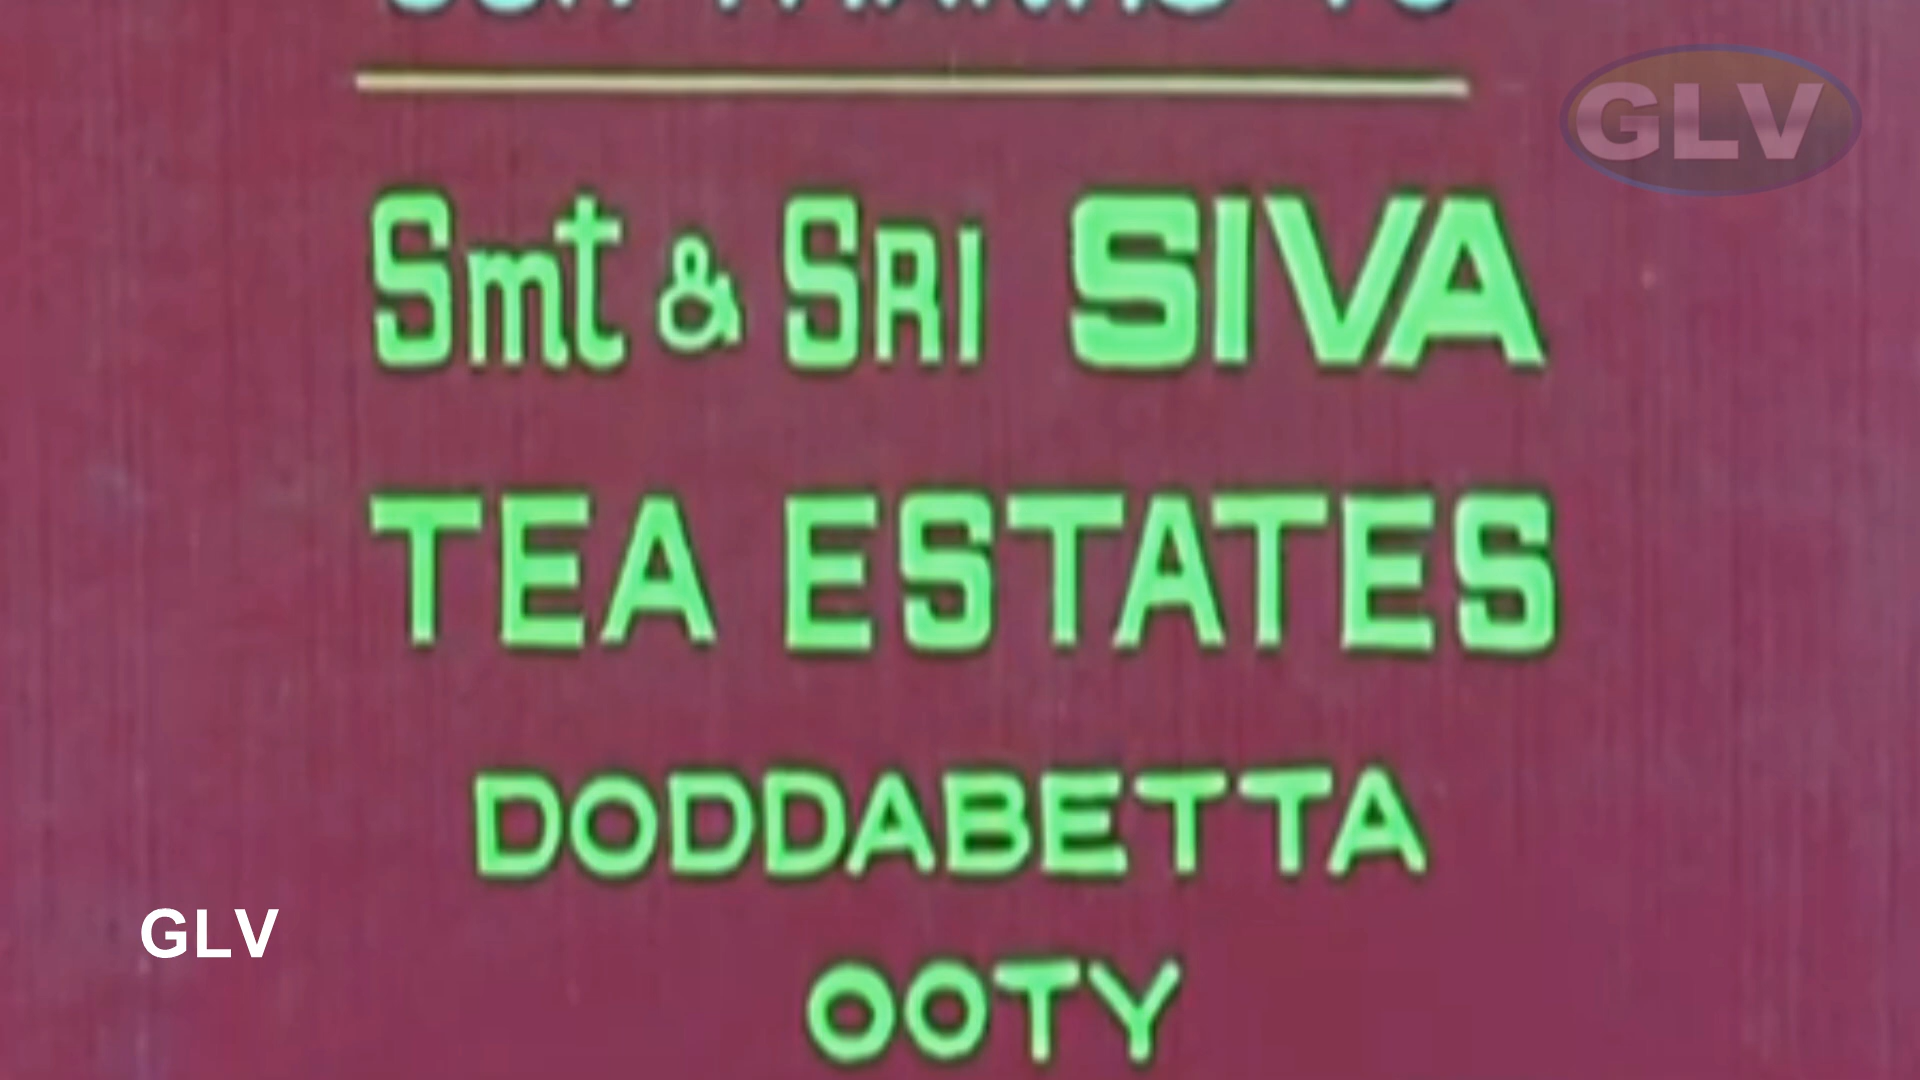 GLV
Smt & SRI SIVA
TEA ESTATES
DODDABETTA
GLV
OOTY